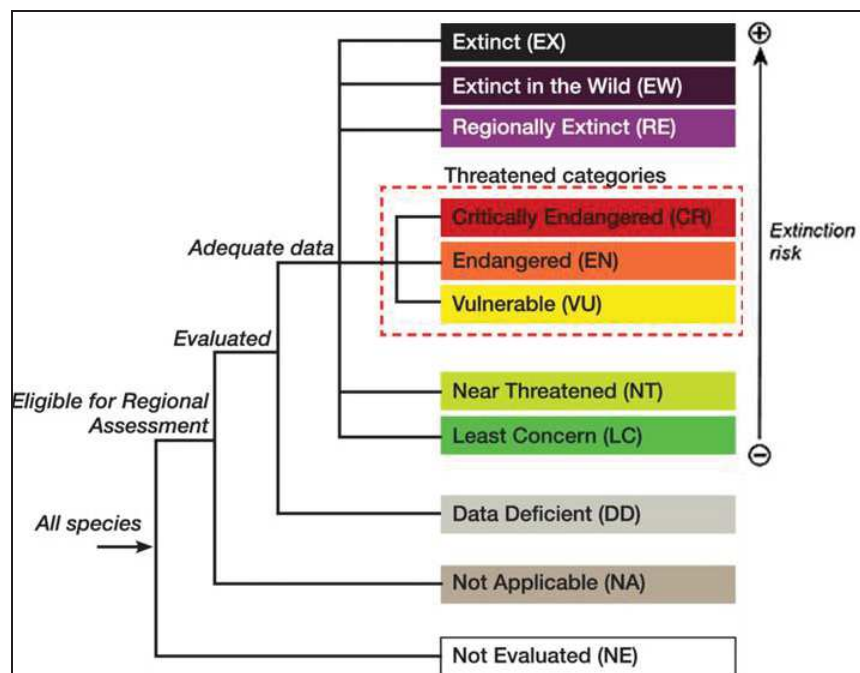 Extinct (EX)
Extinct in the Wild (EW)
Regionally Extinct (RE)
Threatened categories
Critically Endangered (CR)
Adequate data
Endangered (EN)
Extinction
risk
Vulnerable (VU)
Evaluated
Near Threatened (NT)
Eligible for Regional
Assessment
Least Concern (LC)
Data Deficient (DD)
All species
Not Applicable (NA)
Not Evaluated (NE)